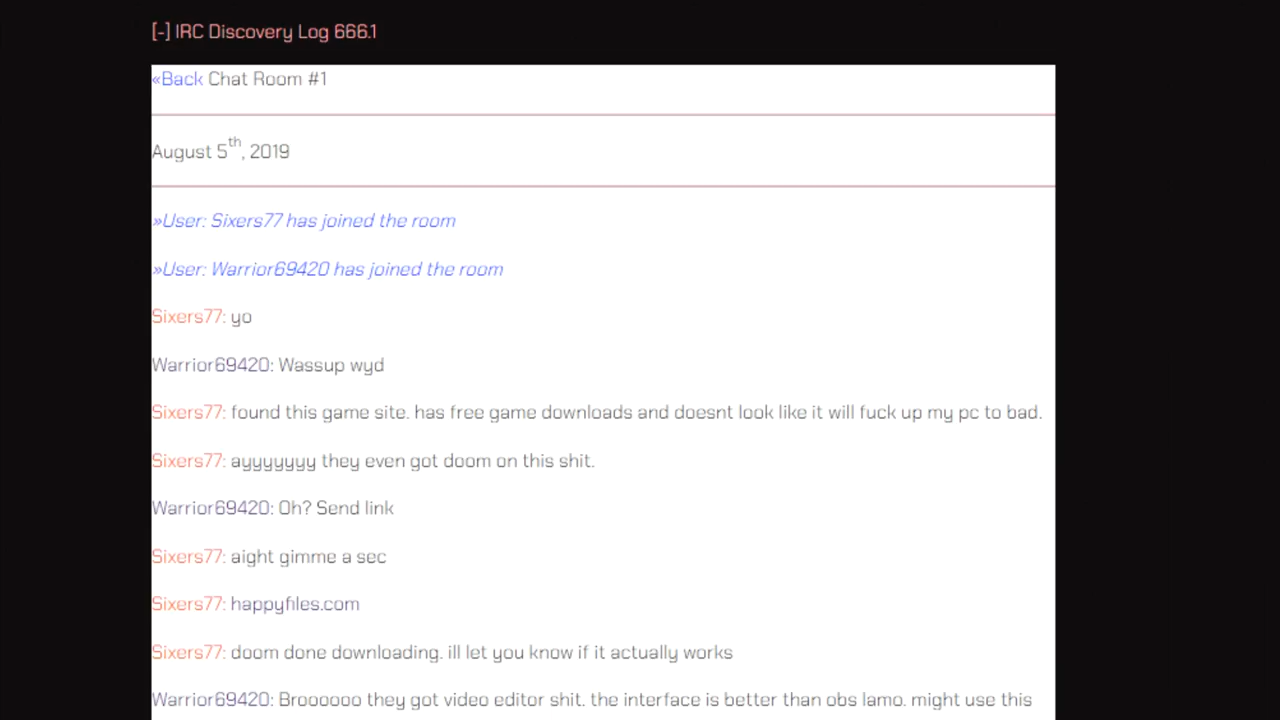 [-] IRC Discovery Log 666.1
«Back Chat Room #1
August 5th, 2019
»User: Sixers77 has joined the room
»User: Warrior69420 has joined the room
Sixers77: yo
Warrior69420: Wassup wyd
Sixers77: found this game site. has free game downloads and doesnt look like it will fuck up my pc to bad.
Sixers77: ayyyyyyy they even got doom on this shit.
Warrior69420: Oh? Send link
Sixers77: aight gimme a sec
Sixers77: happyfiles.com
Sixers77: doom done downloading. ill let you know if it actually works
Warrior69420: Broooooo they got video editor shit. the interface is better than obs lamo. might use this